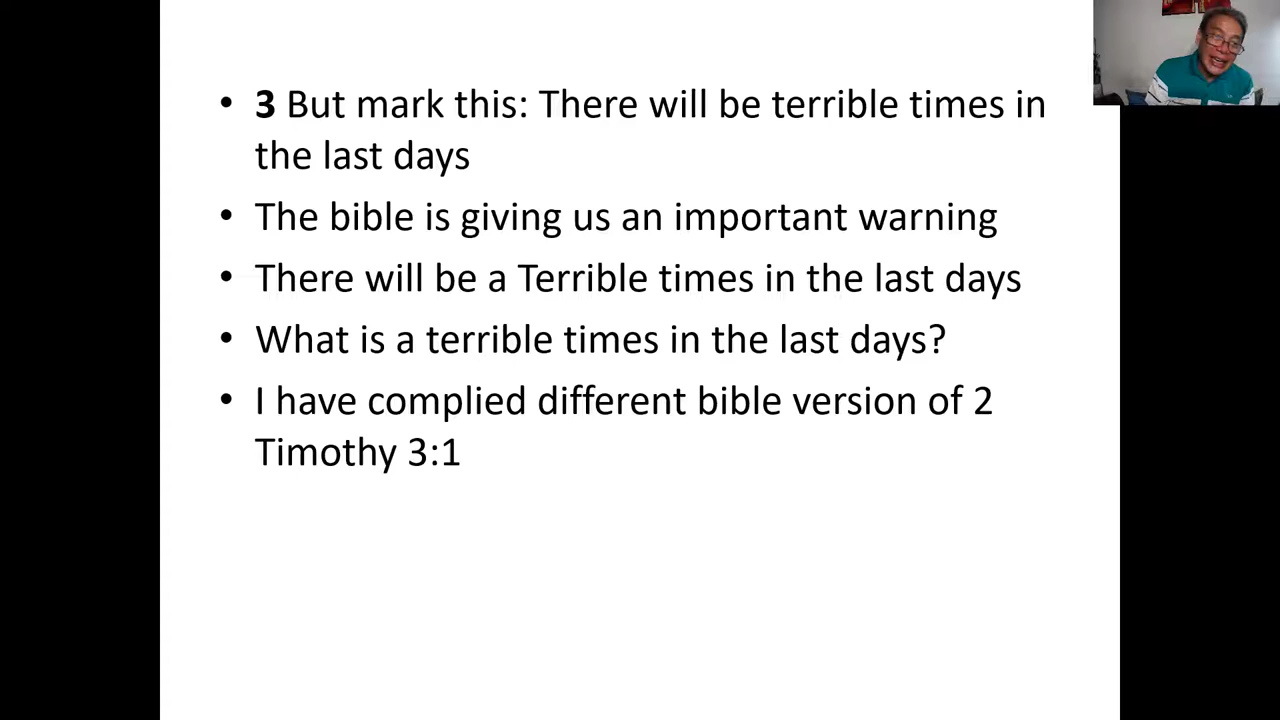 • 3 But mark this: There will be terrible times in
the last days
• The bible is giving us an important warning
• There will be a Terrible times in the last days
• What is a terrible times in the last days?
• I have complied different bible version of 2
Timothy 3:1